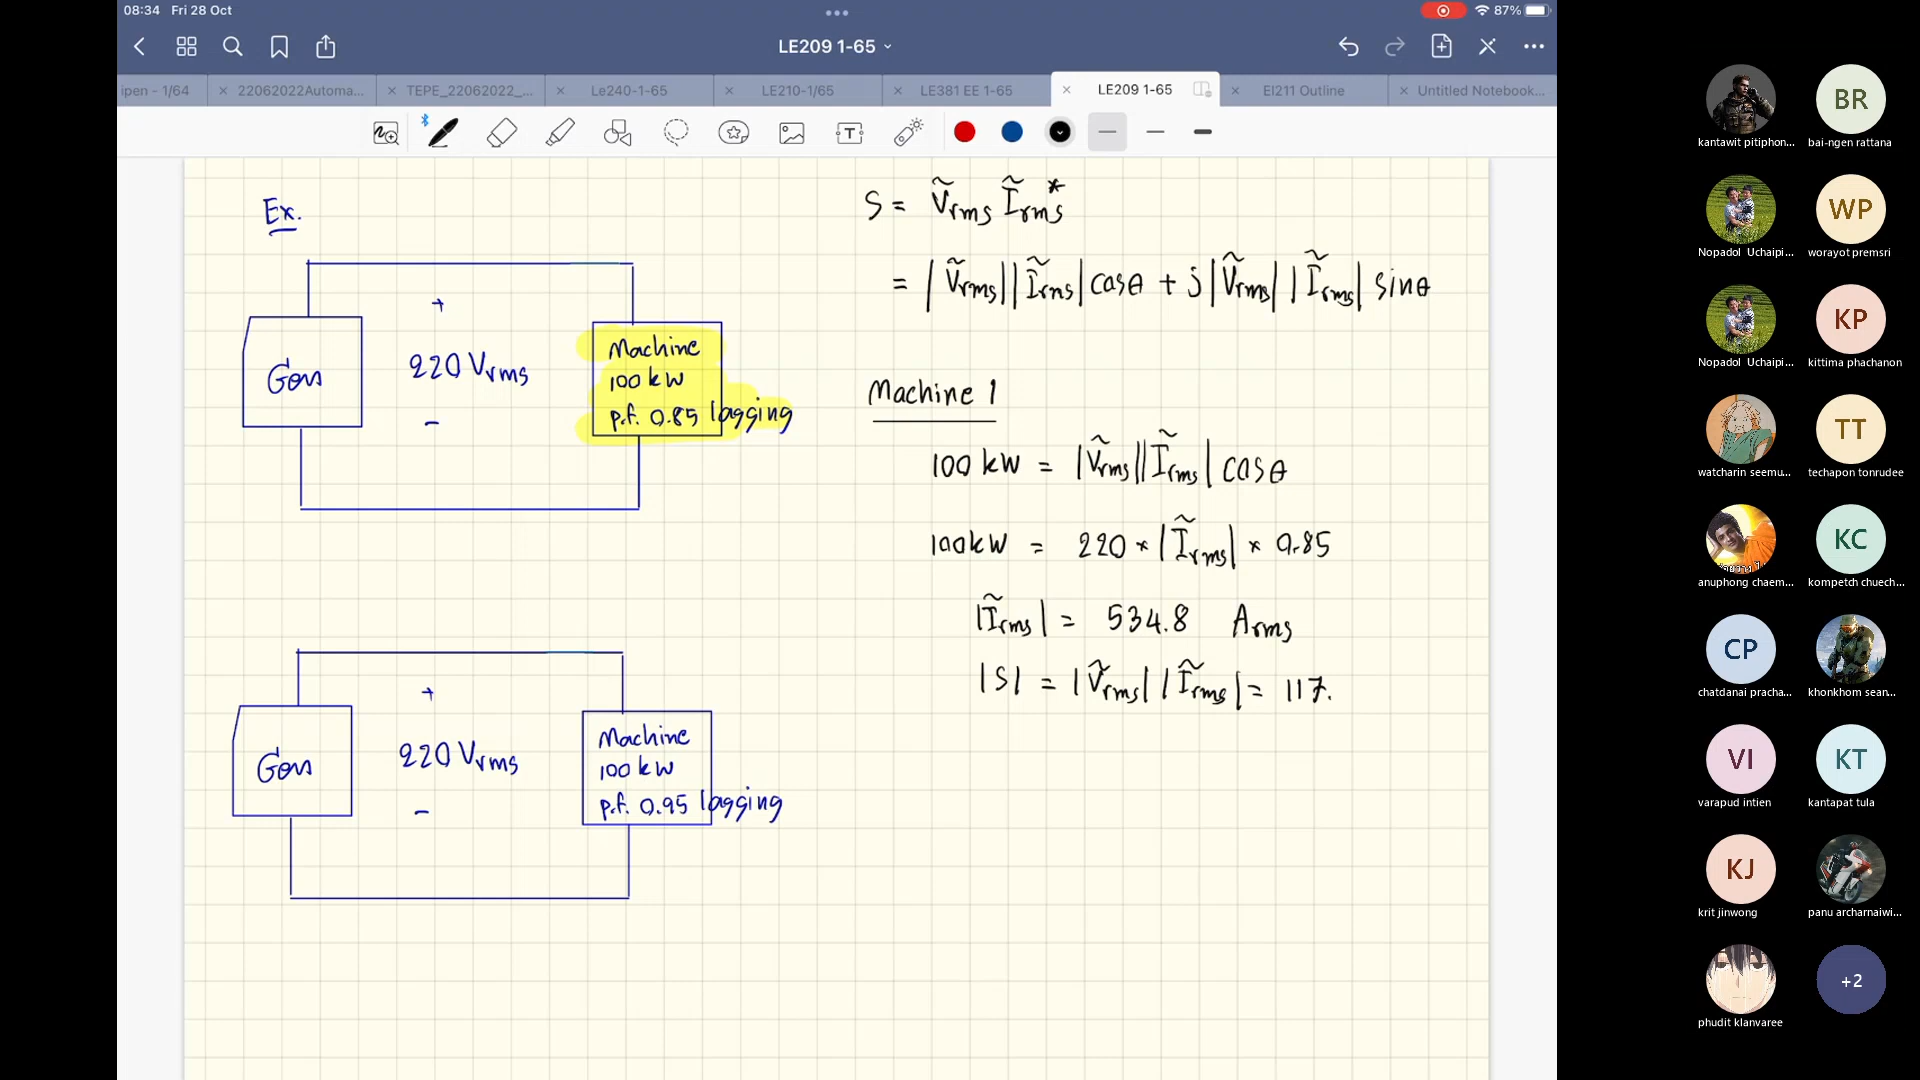 08:34 Fri 28 Oct
87%
LE209 1-65
ipen - 1/64
22062022Automa...
TEPE_22062022_...
Le240-1-65
LE210-1/65
LE381 EE 1-65
LE209 1-65
EI211 Outline
Untitled Notebook...
Ex.
Gen
+
220 Vrms
-
Machine
100 kW
p.f. 0.85 lagging
Gen
+
220 Vrms
-
Machine
100 kW
p.f. 0.95 lagging
S = Ṽrms Ĩrms*
= |Ṽrms||Ĩrms| cosθ + j|Ṽrms||Ĩrms| sinθ
Machine 1
100 kW = |Ṽrms||Ĩrms| cosθ
100kW = 220 * |Ĩrms| * 0.85
|Ĩrms| = 534.8 Arms
|S| = |Ṽrms||Ĩrms| = 117.
kantawit pitiphon...
BR
bai-ngen rattana
Nopadol Uchaipi...
WP
worayot premsri
Nopadol Uchaipi...
KP
kittima phachanon
watcharin seemu...
TT
techapon tonrudee
anuphong chaem...
KC
kompetch chuech...
CP
chatdanai pracha...
khonkhom sean...
VI
varapud intien
KT
kantapat tula
KJ
krit jinwong
panu archarnaiwi...
phudit klanvaree
+2